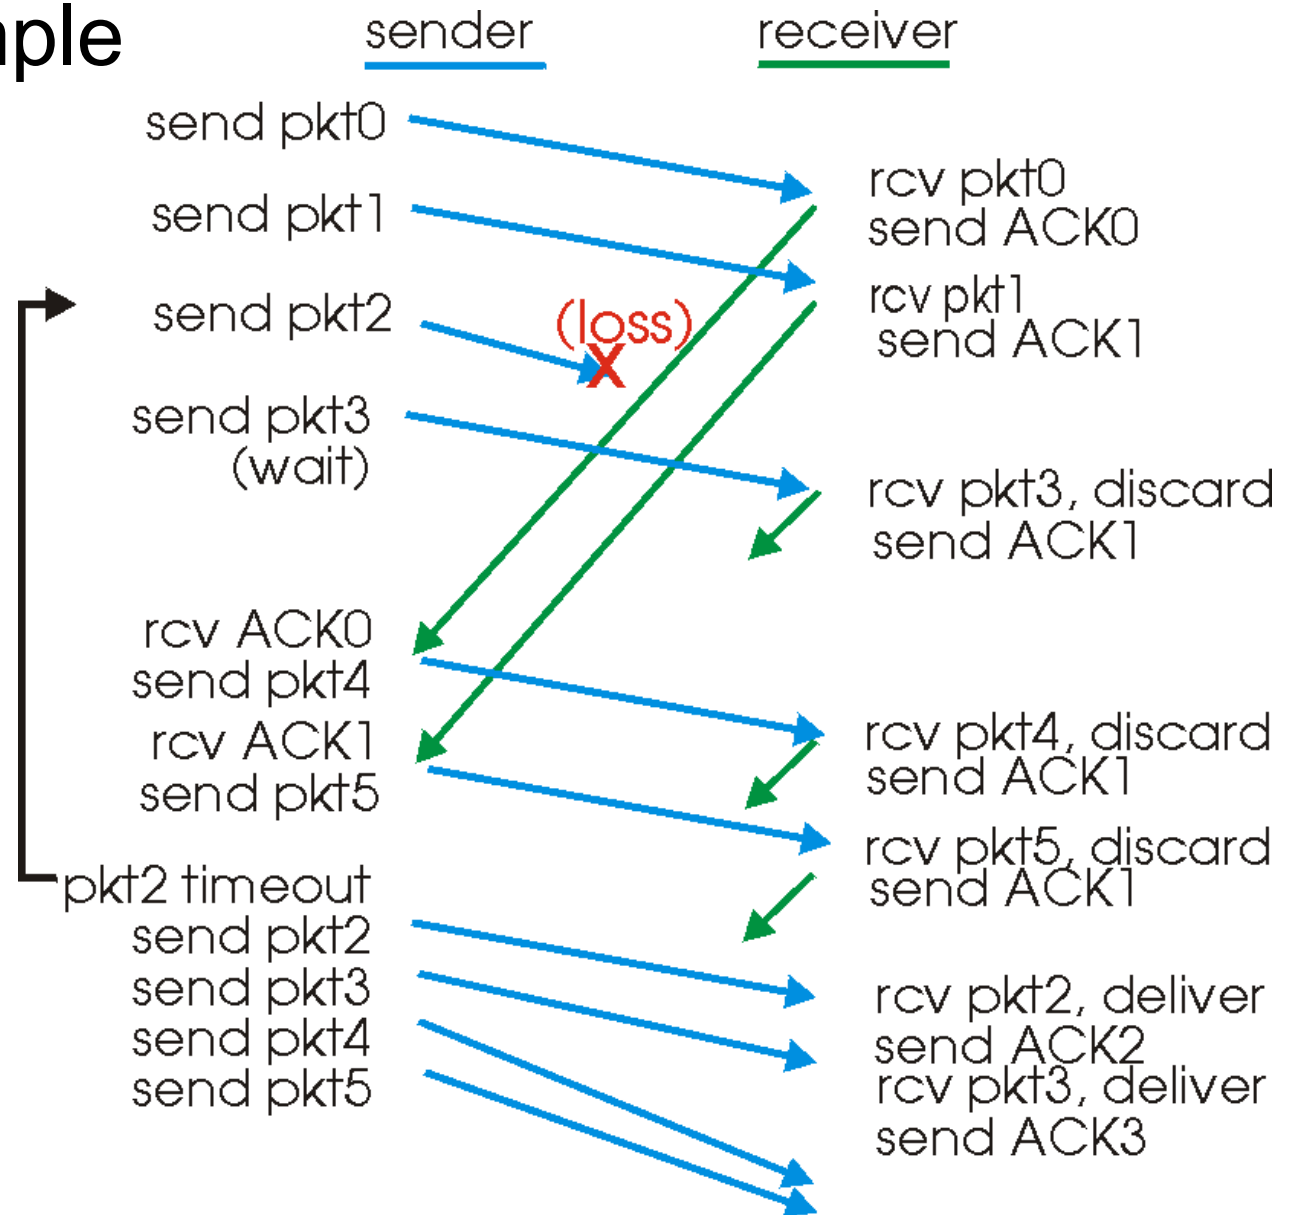 mple
sender
receiver
send pkt0
rcv pkt0
send ACK0
send pkt1
rcv pkt1
send ACK1
send pkt2
(loss)
X
send pkt3
(wait)
rcv pkt3, discard
send ACK1
rcv ACK0
send pkt4
rcv ACK1
send pkt5
rcv pkt4, discard
send ACK1
rcv pkt5, discard
send ACK1
pkt2 timeout
send pkt2
send pkt3
send pkt4
send pkt5
rcv pkt2, deliver
send ACK2
rcv pkt3, deliver
send ACK3